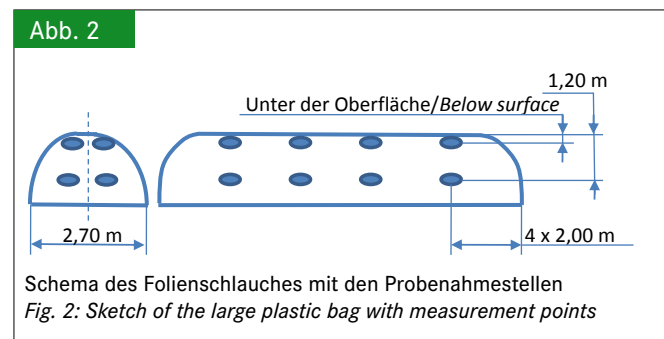 Abb. 2
1,20 m
Unter der Oberfläche/Below surface
2,70 m
4 x 2,00 m
Schema des Folienschlauches mit den Probenahmestellen
Fig. 2: Sketch of the large plastic bag with measurement points